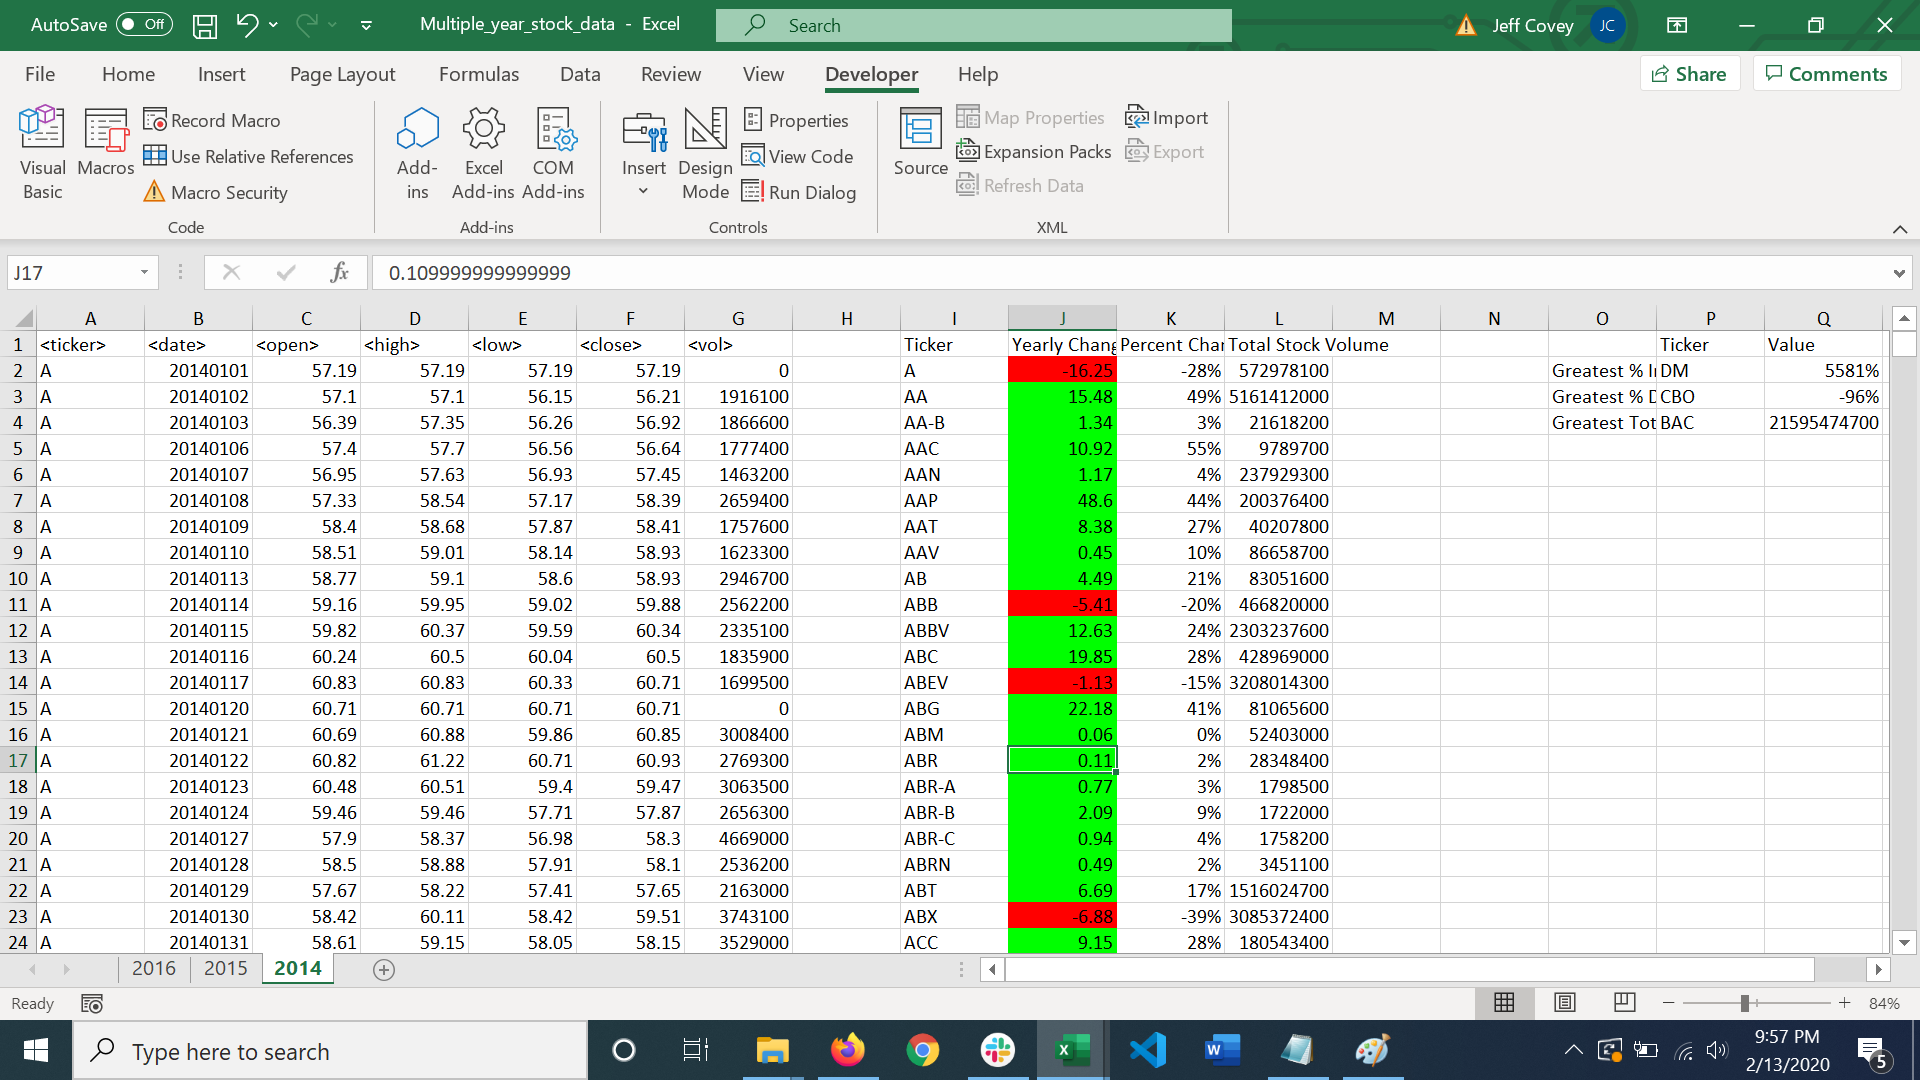 AutoSave Off Multiple_year_stock_data - Excel Search Jeff Covey JC
File Home Insert Page Layout Formulas Data Review View Developer Help Share Comments
Visual Basic Macros Record Macro Use Relative References Macro Security
Add-ins Excel Add-ins COM Add-ins
Insert Design Mode Properties View Code Run Dialog
Source Map Properties Expansion Packs Refresh Data Import Export
Code Add-ins Controls XML
J17 fx 0.109999999999999
A B C D E F G H I J K L M N O P Q
1 <ticker> <date> <open> <high> <low> <close> <vol> Ticker Yearly Chang Percent Char Total Stock Volume Ticker Value
2 A 20140101 57.19 57.19 57.19 57.19 0 A -16.25 -28% 572978100 Greatest % I DM 5581%
3 A 20140102 57.1 57.1 56.15 56.21 1916100 AA 15.48 49% 5161412000 Greatest % D CBO -96%
4 A 20140103 56.39 57.35 56.26 56.92 1866600 AA-B 1.34 3% 21618200 Greatest Tot BAC 21595474700
5 A 20140106 57.4 57.7 56.56 56.64 1777400 AAC 10.92 55% 9789700
6 A 20140107 56.95 57.63 56.93 57.45 1463200 AAN 1.17 4% 237929300
7 A 20140108 57.33 58.54 57.17 58.39 2659400 AAP 48.6 44% 200376400
8 A 20140109 58.4 58.68 57.87 58.41 1757600 AAT 8.38 27% 40207800
9 A 20140110 58.51 59.01 58.14 58.93 1623300 AAV 0.45 10% 86658700
10 A 20140113 58.77 59.1 58.6 58.93 2946700 AB 4.49 21% 83051600
11 A 20140114 59.16 59.95 59.02 59.88 2562200 ABB -5.41 -20% 466820000
12 A 20140115 59.82 60.37 59.59 60.34 2335100 ABBV 12.63 24% 2303237600
13 A 20140116 60.24 60.5 60.04 60.5 1835900 ABC 19.85 28% 428969000
14 A 20140117 60.83 60.83 60.33 60.71 1699500 ABEV -1.13 -15% 3208014300
15 A 20140120 60.71 60.71 60.71 60.71 0 ABG 22.18 41% 81065600
16 A 20140121 60.69 60.88 59.86 60.85 3008400 ABM 0.06 0% 52403000
17 A 20140122 60.82 61.22 60.71 60.93 2769300 ABR 0.11 2% 28348400
18 A 20140123 60.48 60.51 59.4 59.47 3063500 ABR-A 0.77 3% 1798500
19 A 20140124 59.46 59.46 57.71 57.87 2656300 ABR-B 2.09 9% 1722000
20 A 20140127 57.9 58.37 56.98 58.3 4669000 ABR-C 0.94 4% 1758200
21 A 20140128 58.5 58.88 57.91 58.1 2536200 ABRN 0.49 2% 3451100
22 A 20140129 57.67 58.22 57.41 57.65 2163000 ABT 6.69 17% 1516024700
23 A 20140130 58.42 60.11 58.42 59.51 3743100 ABX -6.88 -39% 3085372400
24 A 20140131 58.61 59.15 58.05 58.15 3529000 ACC 9.15 28% 180543400
2016 2015 2014
Ready 84%
Type here to search 9:57 PM
2/13/2020 5